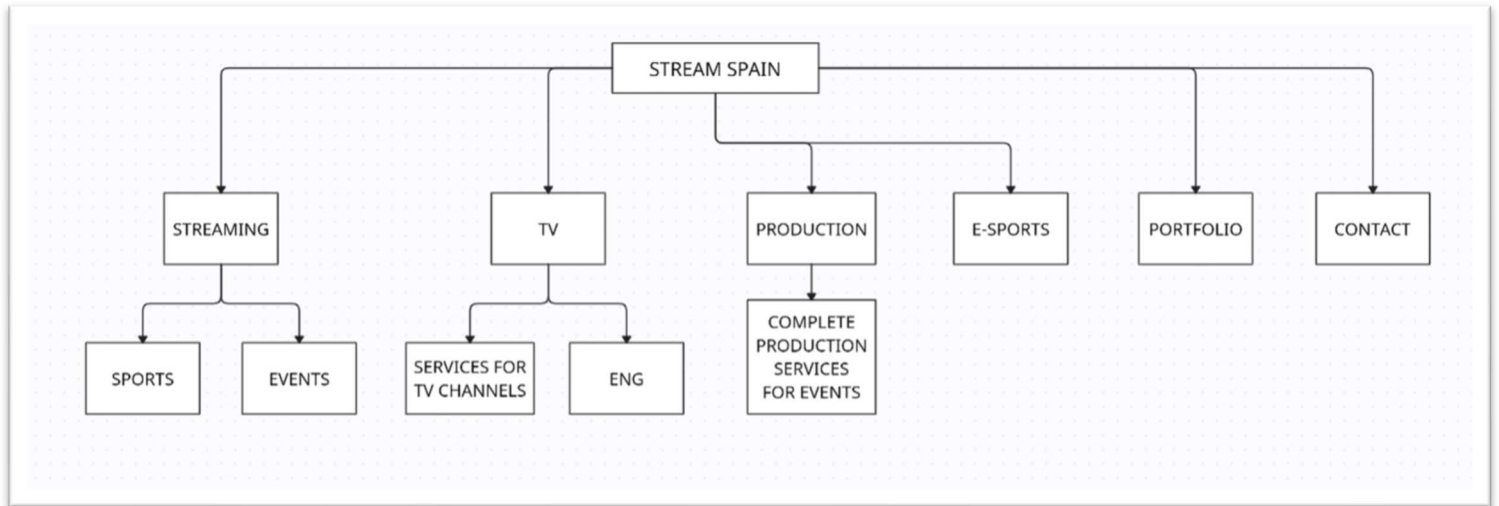 STREAM SPAIN
STREAMING
TV
PRODUCTION
E-SPORTS
PORTFOLIO
CONTACT
SPORTS
EVENTS
SERVICES FOR
TV CHANNELS
ENG
COMPLETE
PRODUCTION
SERVICES
FOR EVENTS